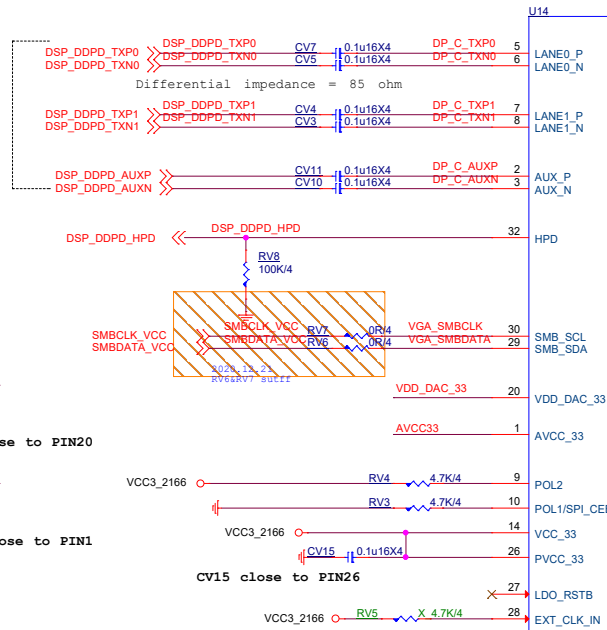 U14
DSP_DDPD_TXP0 DSP_DDPD_TXP0 CV7 0.1u16X4 DP_C_TXP0 5 LANE0_P
DSP_DDPD_TXN0 DSP_DDPD_TXN0 CV5 0.1u16X4 DP_C_TXN0 6 LANE0_N
Differential impedance = 85 ohm
DSP_DDPD_TXP1 DSP_DDPD_TXP1 CV4 0.1u16X4 DP_C_TXP1 7 LANE1_P
DSP_DDPD_TXN1 DSP_DDPD_TXN1 CV3 0.1u16X4 DP_C_TXN1 8 LANE1_N
DSP_DDPD_AUXP CV11 0.1u16X4 DP_C_AUXP 2 AUX_P
DSP_DDPD_AUXN CV10 0.1u16X4 DP_C_AUXN 3 AUX_N
DSP_DDPD_HPD DSP_DDPD_HPD 32 HPD
RV8
100K/4
SMBCLK_VCC SMBCLK_VCC RV7 0R/4 VGA_SMBCLK 30 SMB_SCL
SMBDATA_VCC SMBDATA_VCC RV6 0R/4 VGA_SMBDATA 29 SMB_SDA
2020.12.21
RV6&RV7 sutff
VDD_DAC_33 20 VDD_DAC_33
AVCC33 1 AVCC_33
se to PIN20
VCC3_2166 RV4 4.7K/4 9 POL2
RV3 4.7K/4 10 POL1/SPI_CEB
VCC3_2166 14 VCC_33
ose to PIN1
CV15 0.1u16X4 26 PVCC_33
CV15 close to PIN26
27 LDO_RSTB
VCC3_2166 RV5 X_4.7K/4 28 EXT_CLK_IN